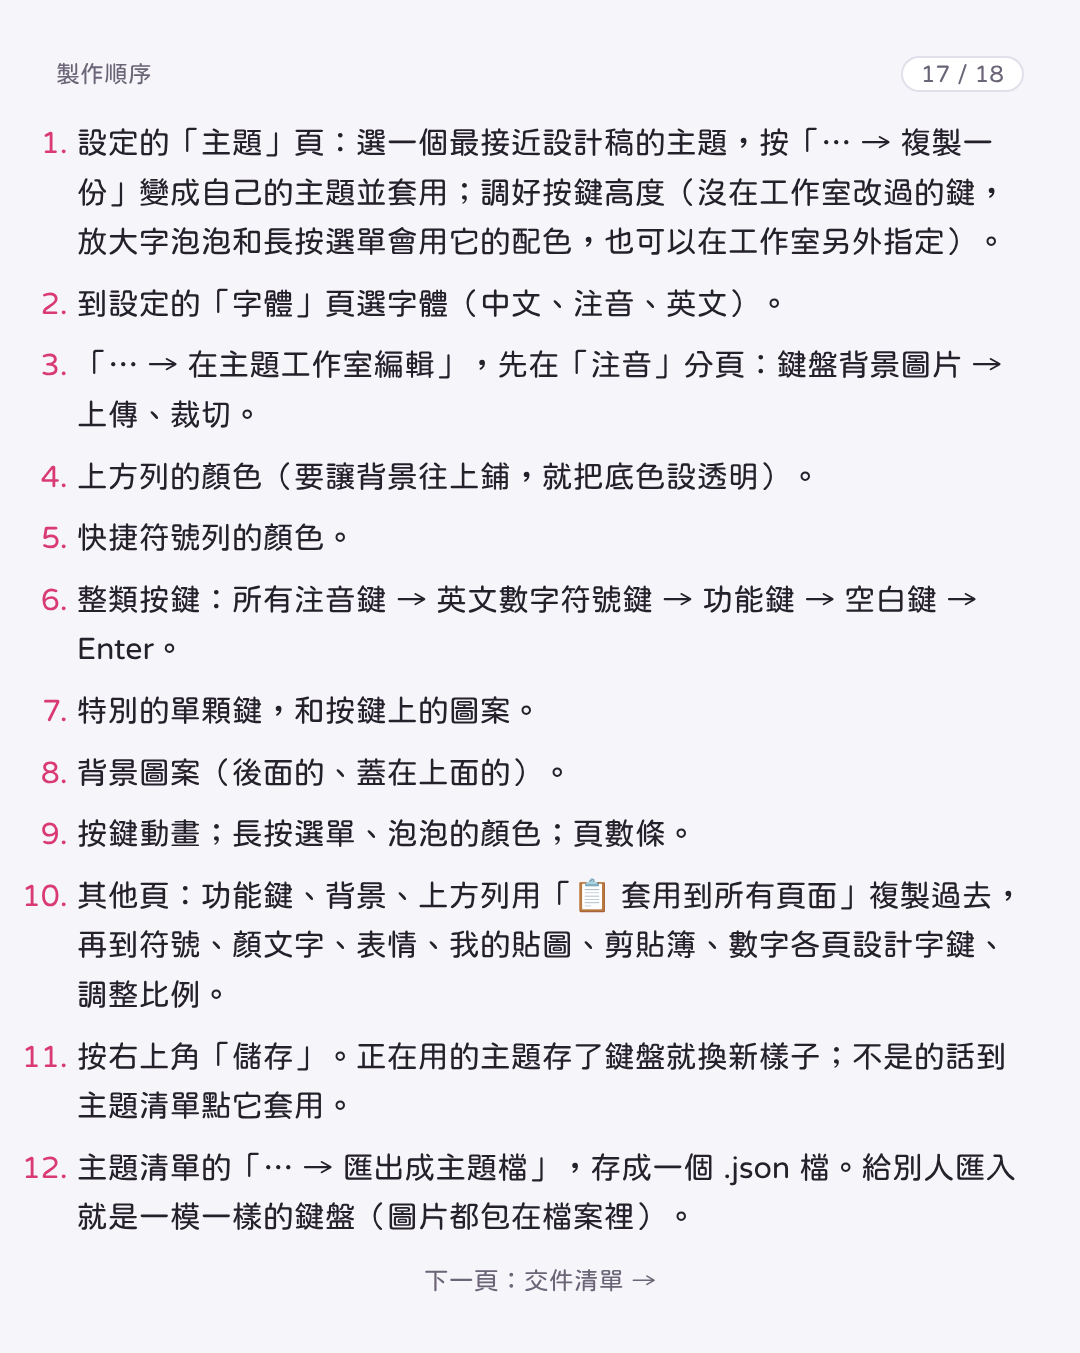 製作順序
17 / 18
1. 設定的「主題」頁：選一個最接近設計稿的主題，按「⋯ → 複製一
份」變成自己的主題並套用；調好按鍵高度（沒在工作室改過的鍵，
放大字泡泡和長按選單會用它的配色，也可以在工作室另外指定）。
2. 到設定的「字體」頁選字體（中文、注音、英文）。
3. 「⋯ → 在主題工作室編輯」，先在「注音」分頁：鍵盤背景圖片 →
上傳、裁切。
4. 上方列的顏色（要讓背景往上鋪，就把底色設透明）。
5. 快捷符號列的顏色。
6. 整類按鍵：所有注音鍵 → 英文數字符號鍵 → 功能鍵 → 空白鍵 →
Enter。
7. 特別的單顆鍵，和按鍵上的圖案。
8. 背景圖案（後面的、蓋在上面的）。
9. 按鍵動畫；長按選單、泡泡的顏色；頁數條。
10. 其他頁：功能鍵、背景、上方列用「📋 套用到所有頁面」複製過去，
再到符號、顏文字、表情、我的貼圖、剪貼簿、數字各頁設計字鍵、
調整比例。
11. 按右上角「儲存」。正在用的主題存了鍵盤就換新樣子；不是的話到
主題清單點它套用。
12. 主題清單的「⋯ → 匯出成主題檔」，存成一個 .json 檔。給別人匯入
就是一模一樣的鍵盤（圖片都包在檔案裡）。
下一頁：交件清單 →